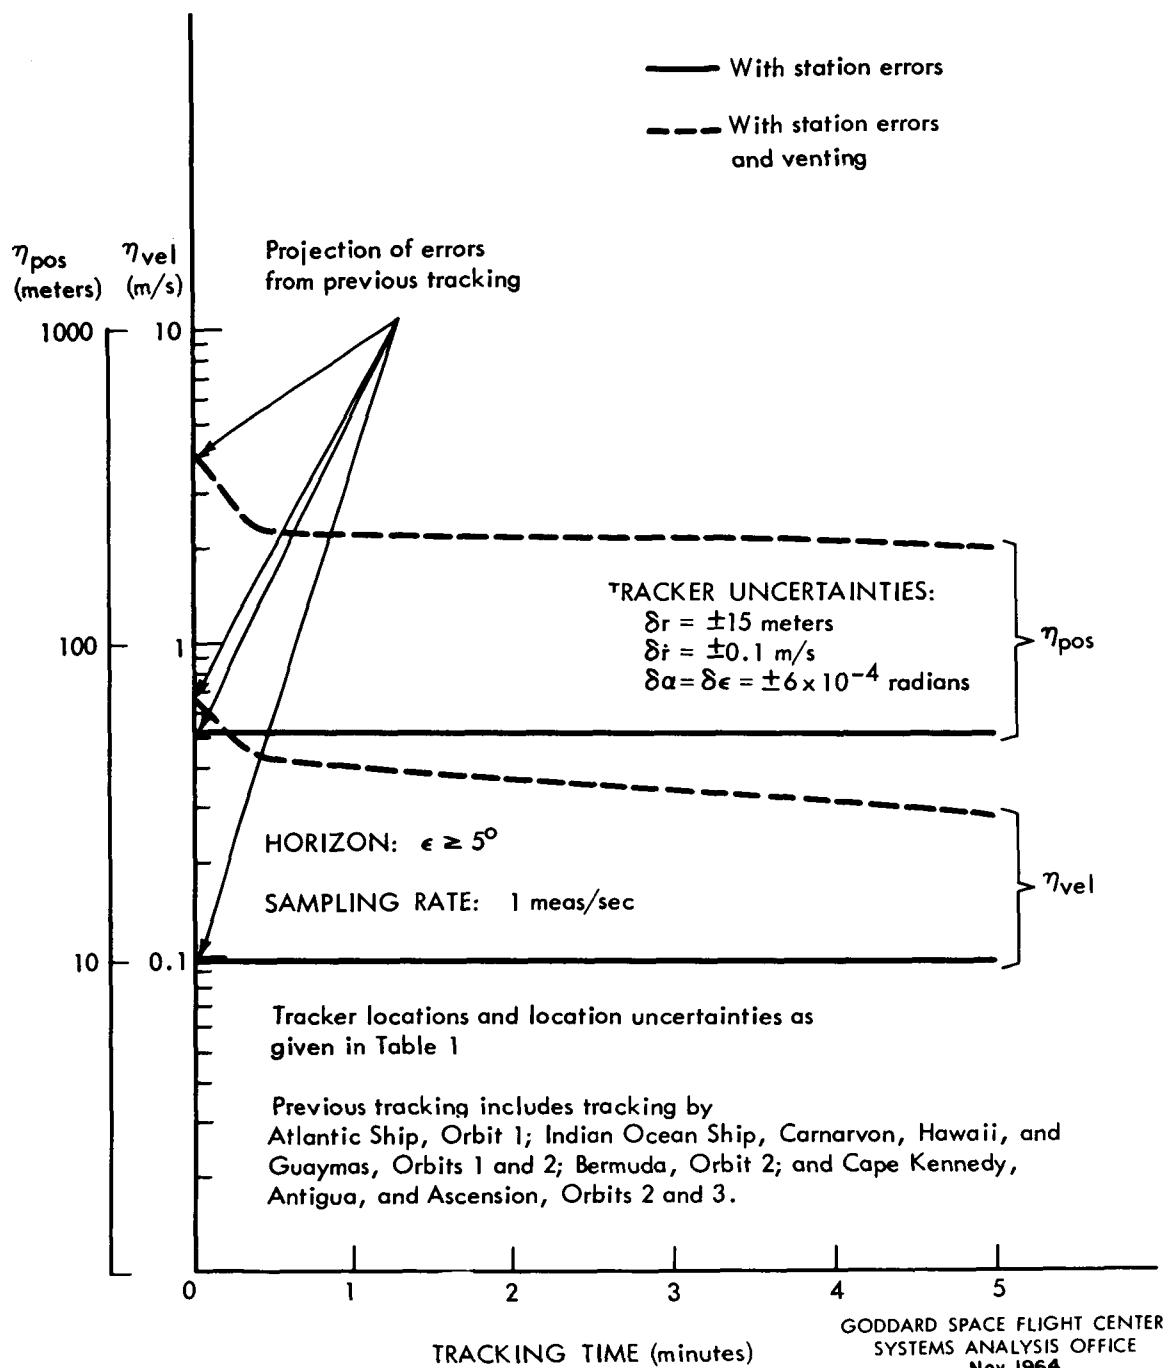 With station errors
With station errors
and venting
Projection of errors
from previous tracking
ηpos
(meters)
ηvel
(m/s)
1000
10
100
1
10
0.1
TRACKER UNCERTAINTIES:
δr = ±15 meters
δṙ = ±0.1 m/s
δα = δϵ = ±6 x 10⁻⁴ radians
ηpos
HORIZON: ϵ ≥ 5°
SAMPLING RATE: 1 meas/sec
ηvel
Tracker locations and location uncertainties as
given in Table 1
Previous tracking includes tracking by
Atlantic Ship, Orbit 1; Indian Ocean Ship, Carnarvon, Hawaii, and
Guaymas, Orbits 1 and 2; Bermuda, Orbit 2; and Cape Kennedy,
Antigua, and Ascension, Orbits 2 and 3.
0 1 2 3 4 5
TRACKING TIME (minutes)
GODDARD SPACE FLIGHT CENTER
SYSTEMS ANALYSIS OFFICE
Nov 1964